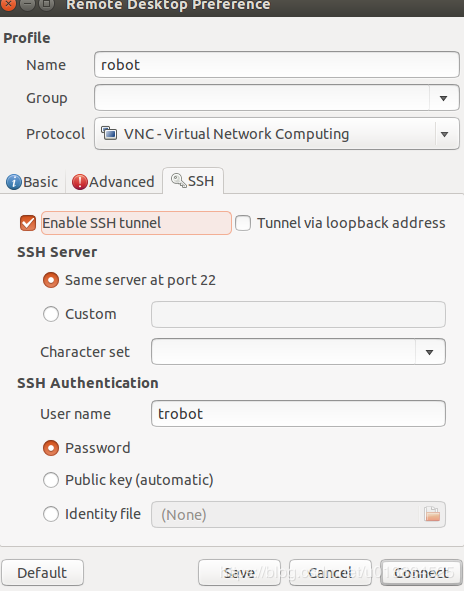 Remote Desktop Preference
Profile
Name robot
Group
Protocol VNC - Virtual Network Computing
Basic Advanced SSH
Enable SSH tunnel Tunnel via loopback address
SSH Server
Same server at port 22
Custom
Character set
SSH Authentication
User name trobot
Password
Public key (automatic)
Identity file (None)
Default Save Cancel Connect